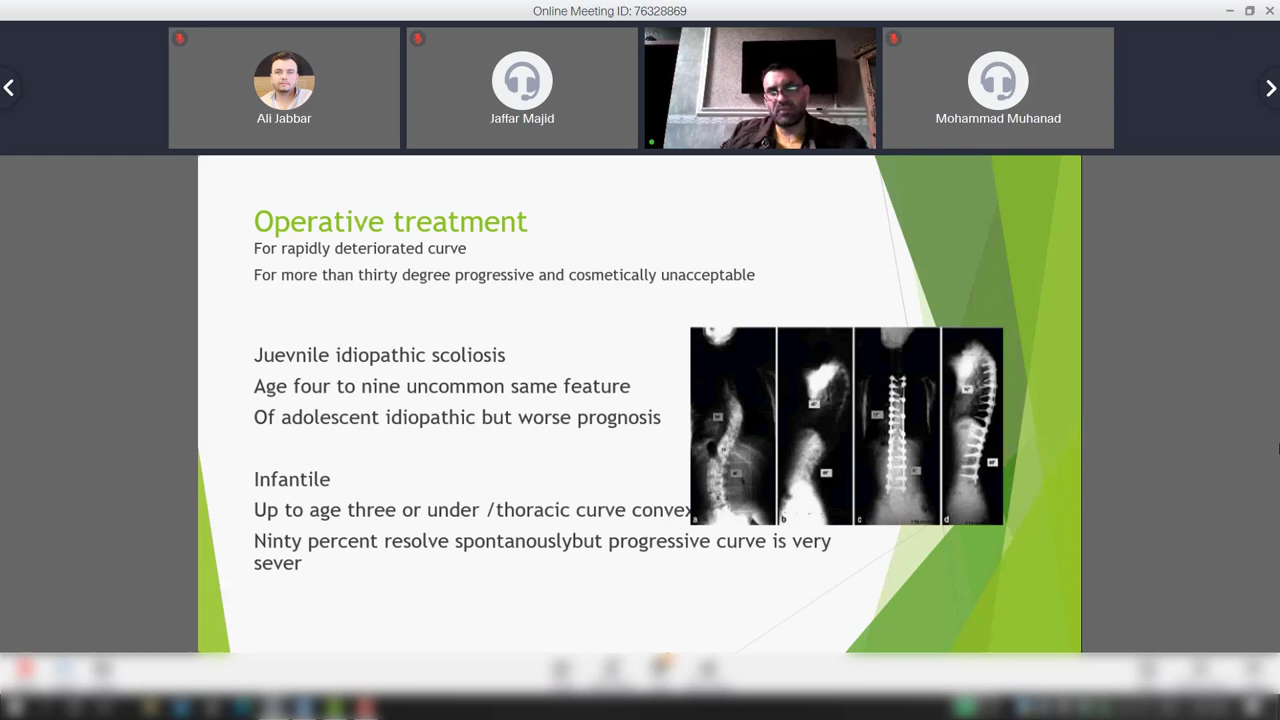 Online Meeting ID: 76328869
Ali Jabbar
Jaffar Majid
Mohammad Muhanad
Operative treatment
For rapidly deteriorated curve
For more than thirty degree progressive and cosmetically unacceptable
Juevnile idiopathic scoliosis
Age four to nine uncommon same feature
Of adolescent idiopathic but worse prognosis
Infantile
Up to age three or under /thoracic curve convex
Ninty percent resolve spontanouslybut progressive curve is very
sever
a b c d